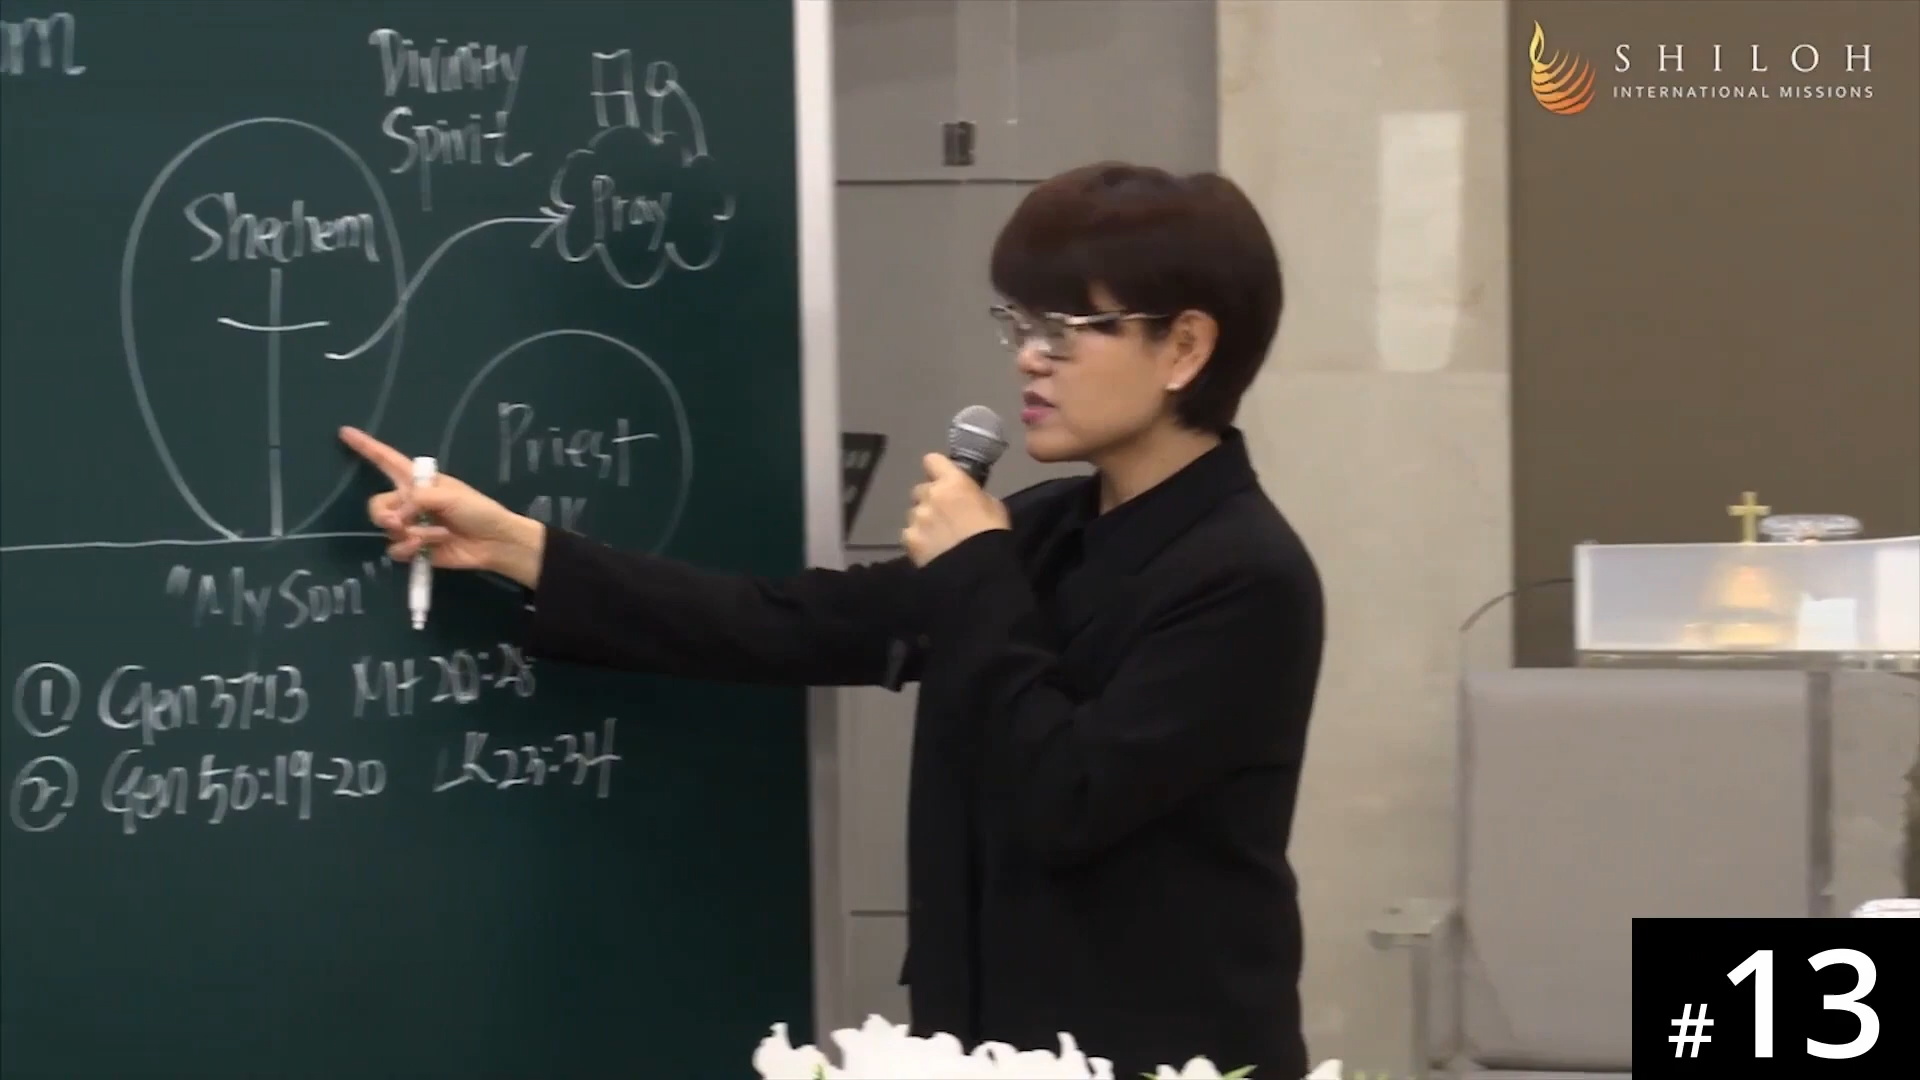 Divinity
Spirit
Hg
Pray
Shechem
Priest
"My Son"
① Gen 37:13 Mt 20:28
② Gen 50:19-20 LK 23:34
SHILOH
INTERNATIONAL MISSIONS
#13